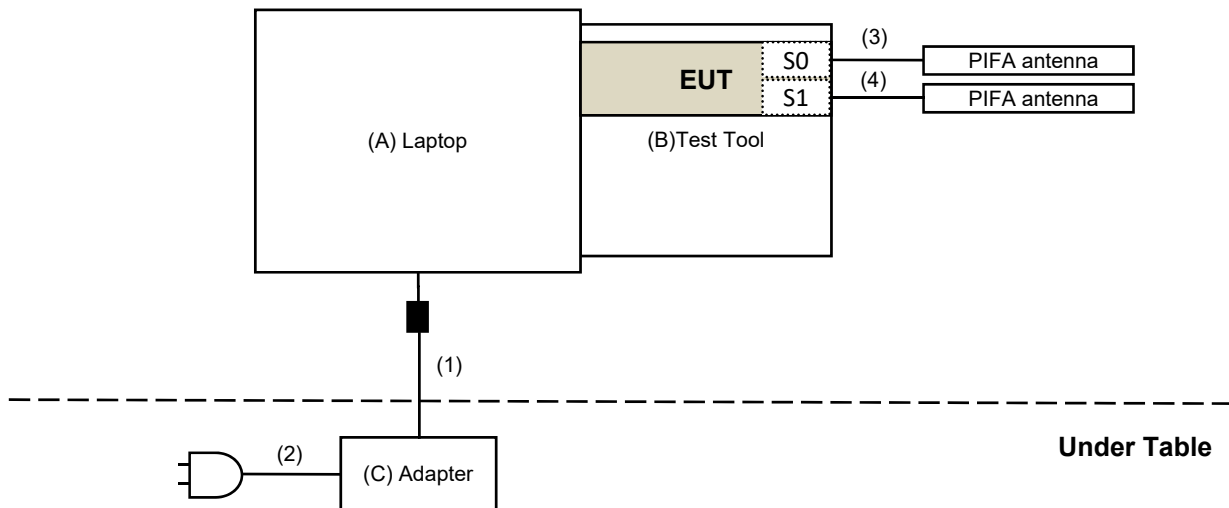 (3)
S0
PIFA antenna
EUT
(4)
S1
PIFA antenna
(A) Laptop
(B)Test Tool
(1)
Under Table
(2)
(C) Adapter